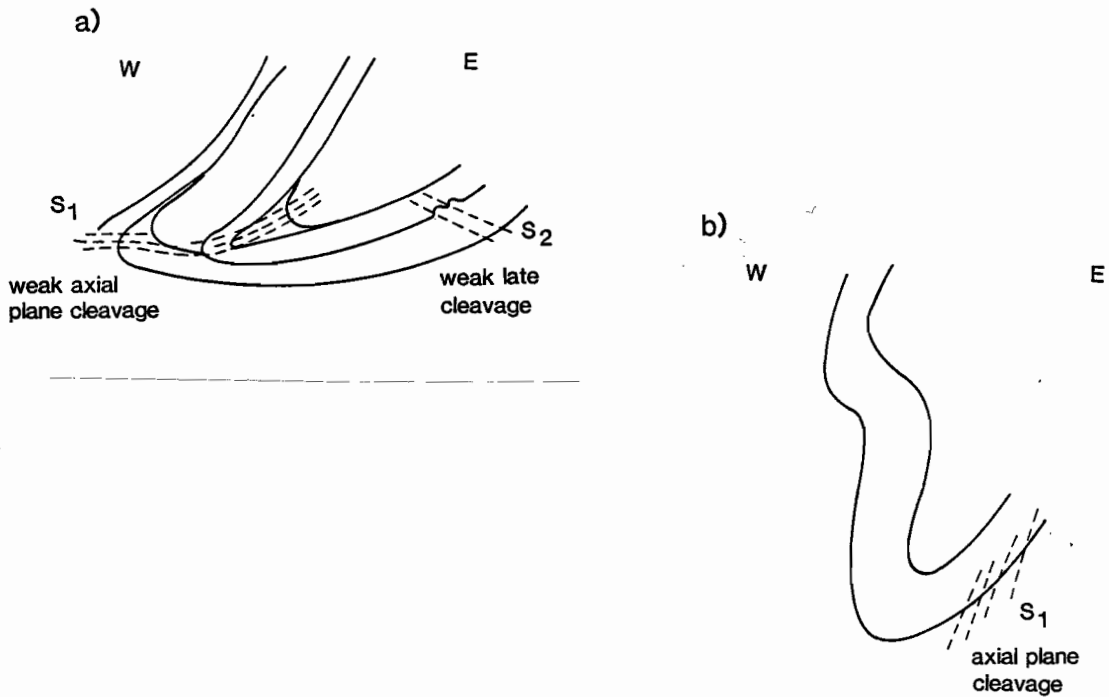 a)
W
E
S1
S2
weak axial
plane cleavage
weak late
cleavage
b)
W
E
S1
axial plane
cleavage